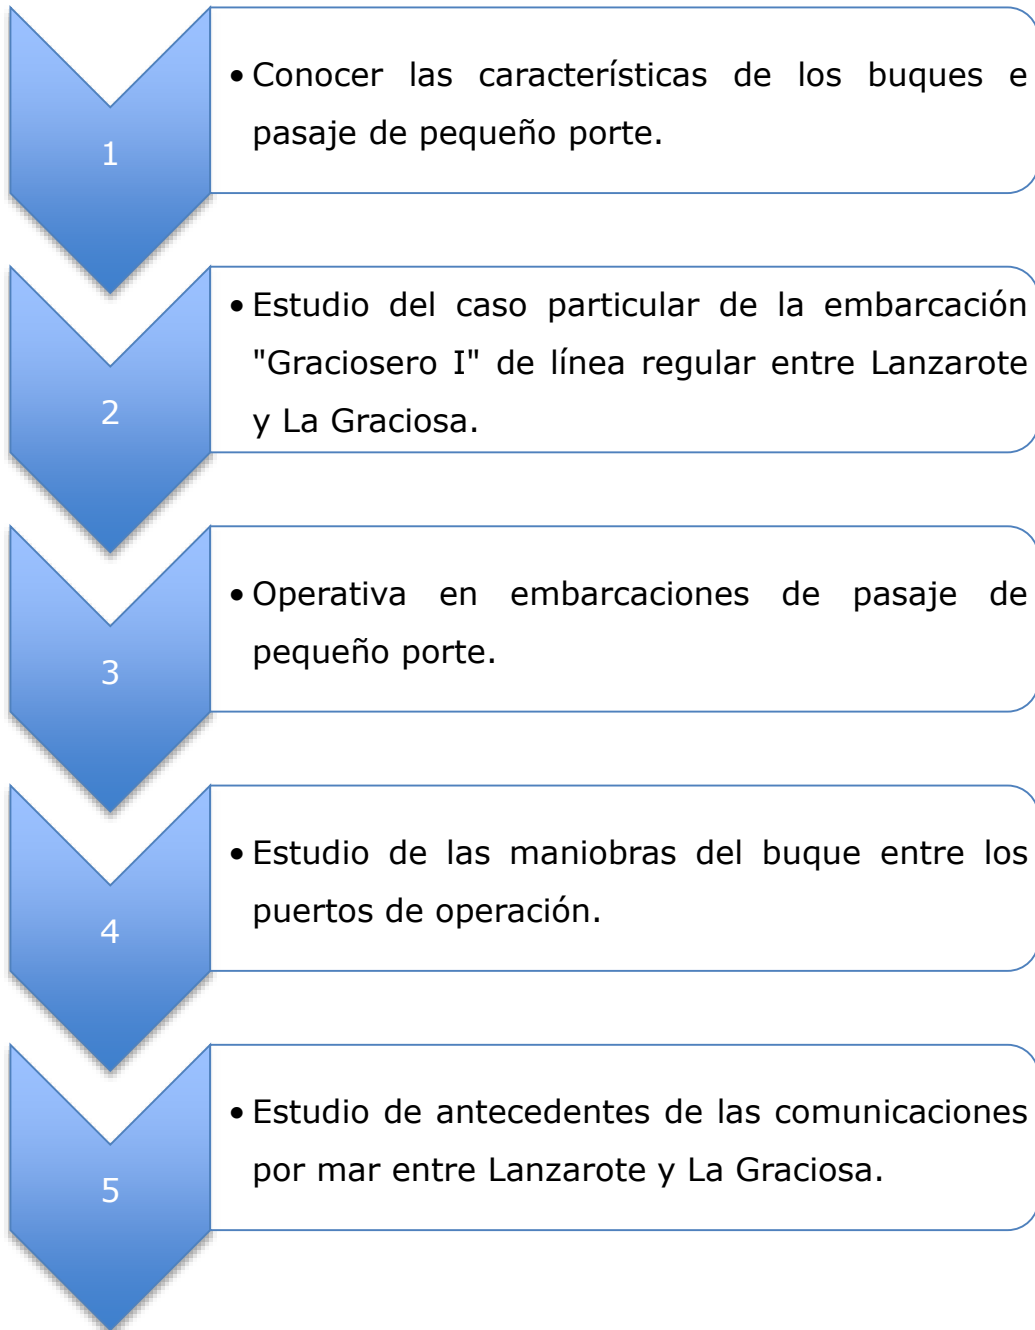 1
• Conocer las características de los buques e
pasaje de pequeño porte.
2
• Estudio del caso particular de la embarcación
"Graciosero I" de línea regular entre Lanzarote
y La Graciosa.
3
• Operativa en embarcaciones de pasaje de
pequeño porte.
4
• Estudio de las maniobras del buque entre los
puertos de operación.
5
• Estudio de antecedentes de las comunicaciones
por mar entre Lanzarote y La Graciosa.